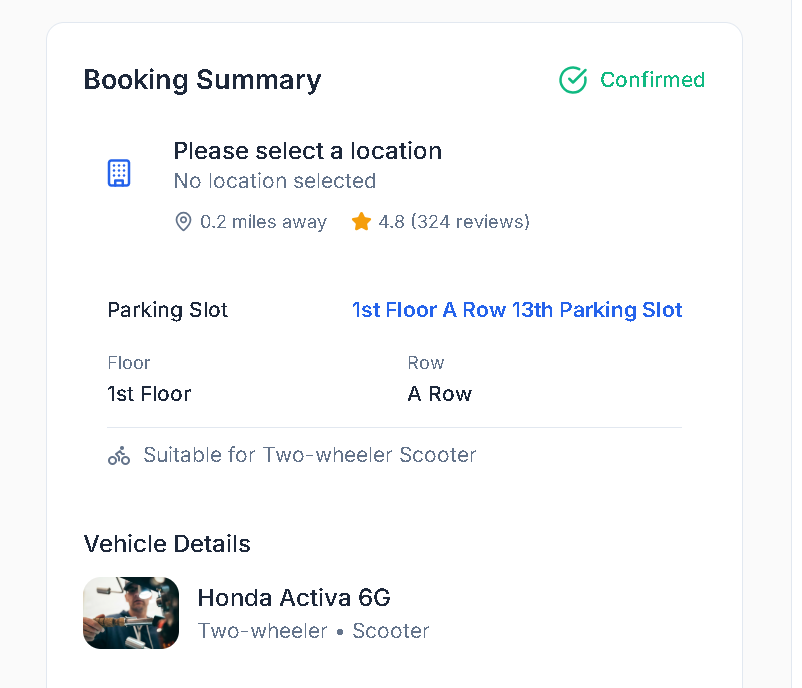 Booking Summary
Confirmed
Please select a location
No location selected
0.2 miles away
4.8 (324 reviews)
Parking Slot
1st Floor A Row 13th Parking Slot
Floor
Row
1st Floor
A Row
Suitable for Two-wheeler Scooter
Vehicle Details
Honda Activa 6G
Two-wheeler • Scooter